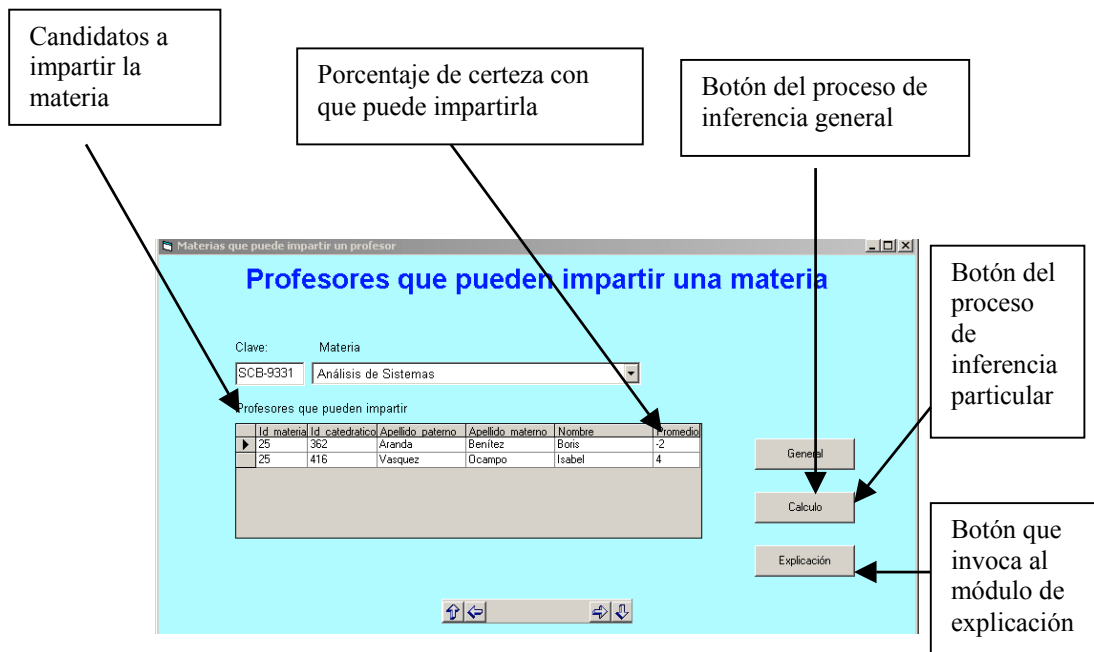 Candidatos a
impartir la
materia
Porcentaje de certeza con
que puede impartirla
Botón del proceso de
inferencia general
Materias que puede impartir un profesor
Profesores que pueden impartir una materia
Botón del
proceso
de
inferencia
particular
Clave: Materia
SCB-9331 Análisis de Sistemas
Profesores que pueden impartir
Id_materia Id_catedratico Apellido_paterno Apellido_materno Nombre Promedio
25 362 Aranda Benítez Boris -2
25 416 Vasquez Ocampo Isabel 4
General
Calculo
Explicación
Botón que
invoca al
módulo de
explicación